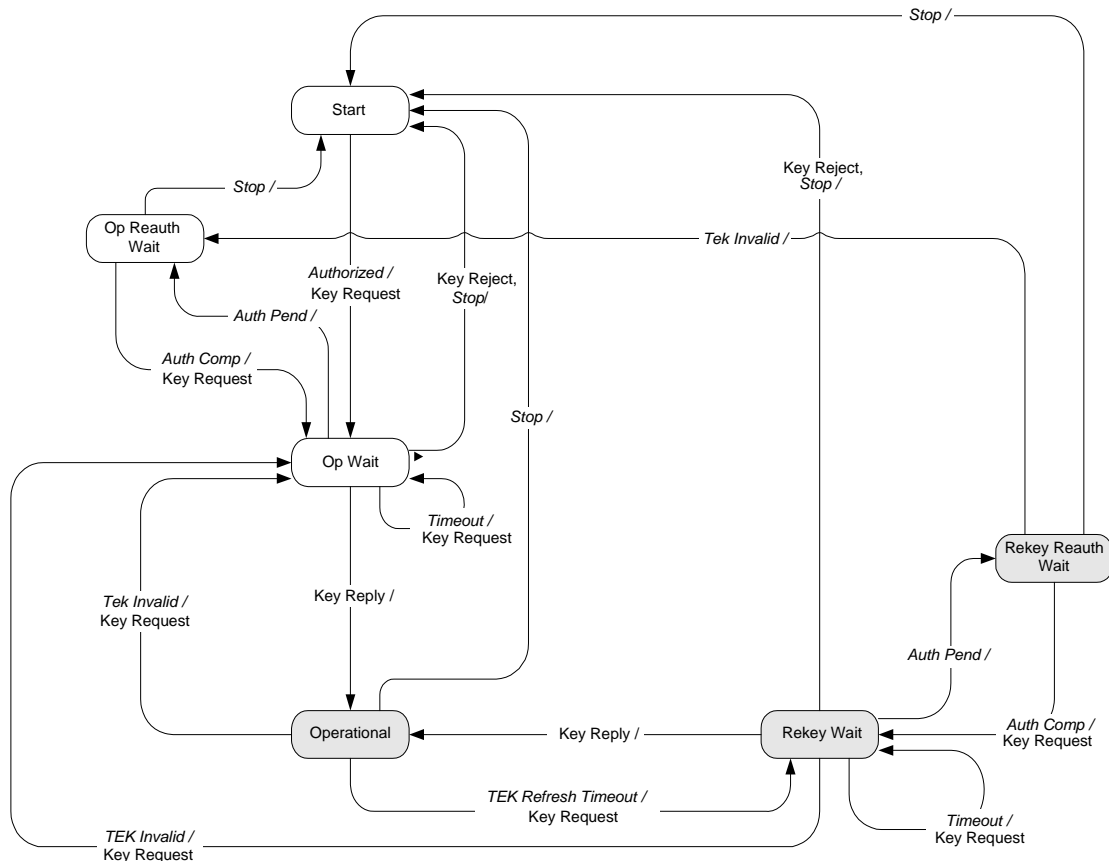 Stop /
Start
Key Reject,
Stop /
Stop /
Op Reauth
Wait
Tek Invalid /
Authorized /
Key Request
Key Reject,
Stop/
Auth Pend /
Auth Comp /
Key Request
Stop /
Op Wait
Timeout /
Key Request
Rekey Reauth
Wait
Tek Invalid /
Key Request
Key Reply /
Auth Pend /
Operational
Key Reply /
Rekey Wait
Auth Comp /
Key Request
TEK Refresh Timeout /
Key Request
Timeout /
Key Request
TEK Invalid /
Key Request